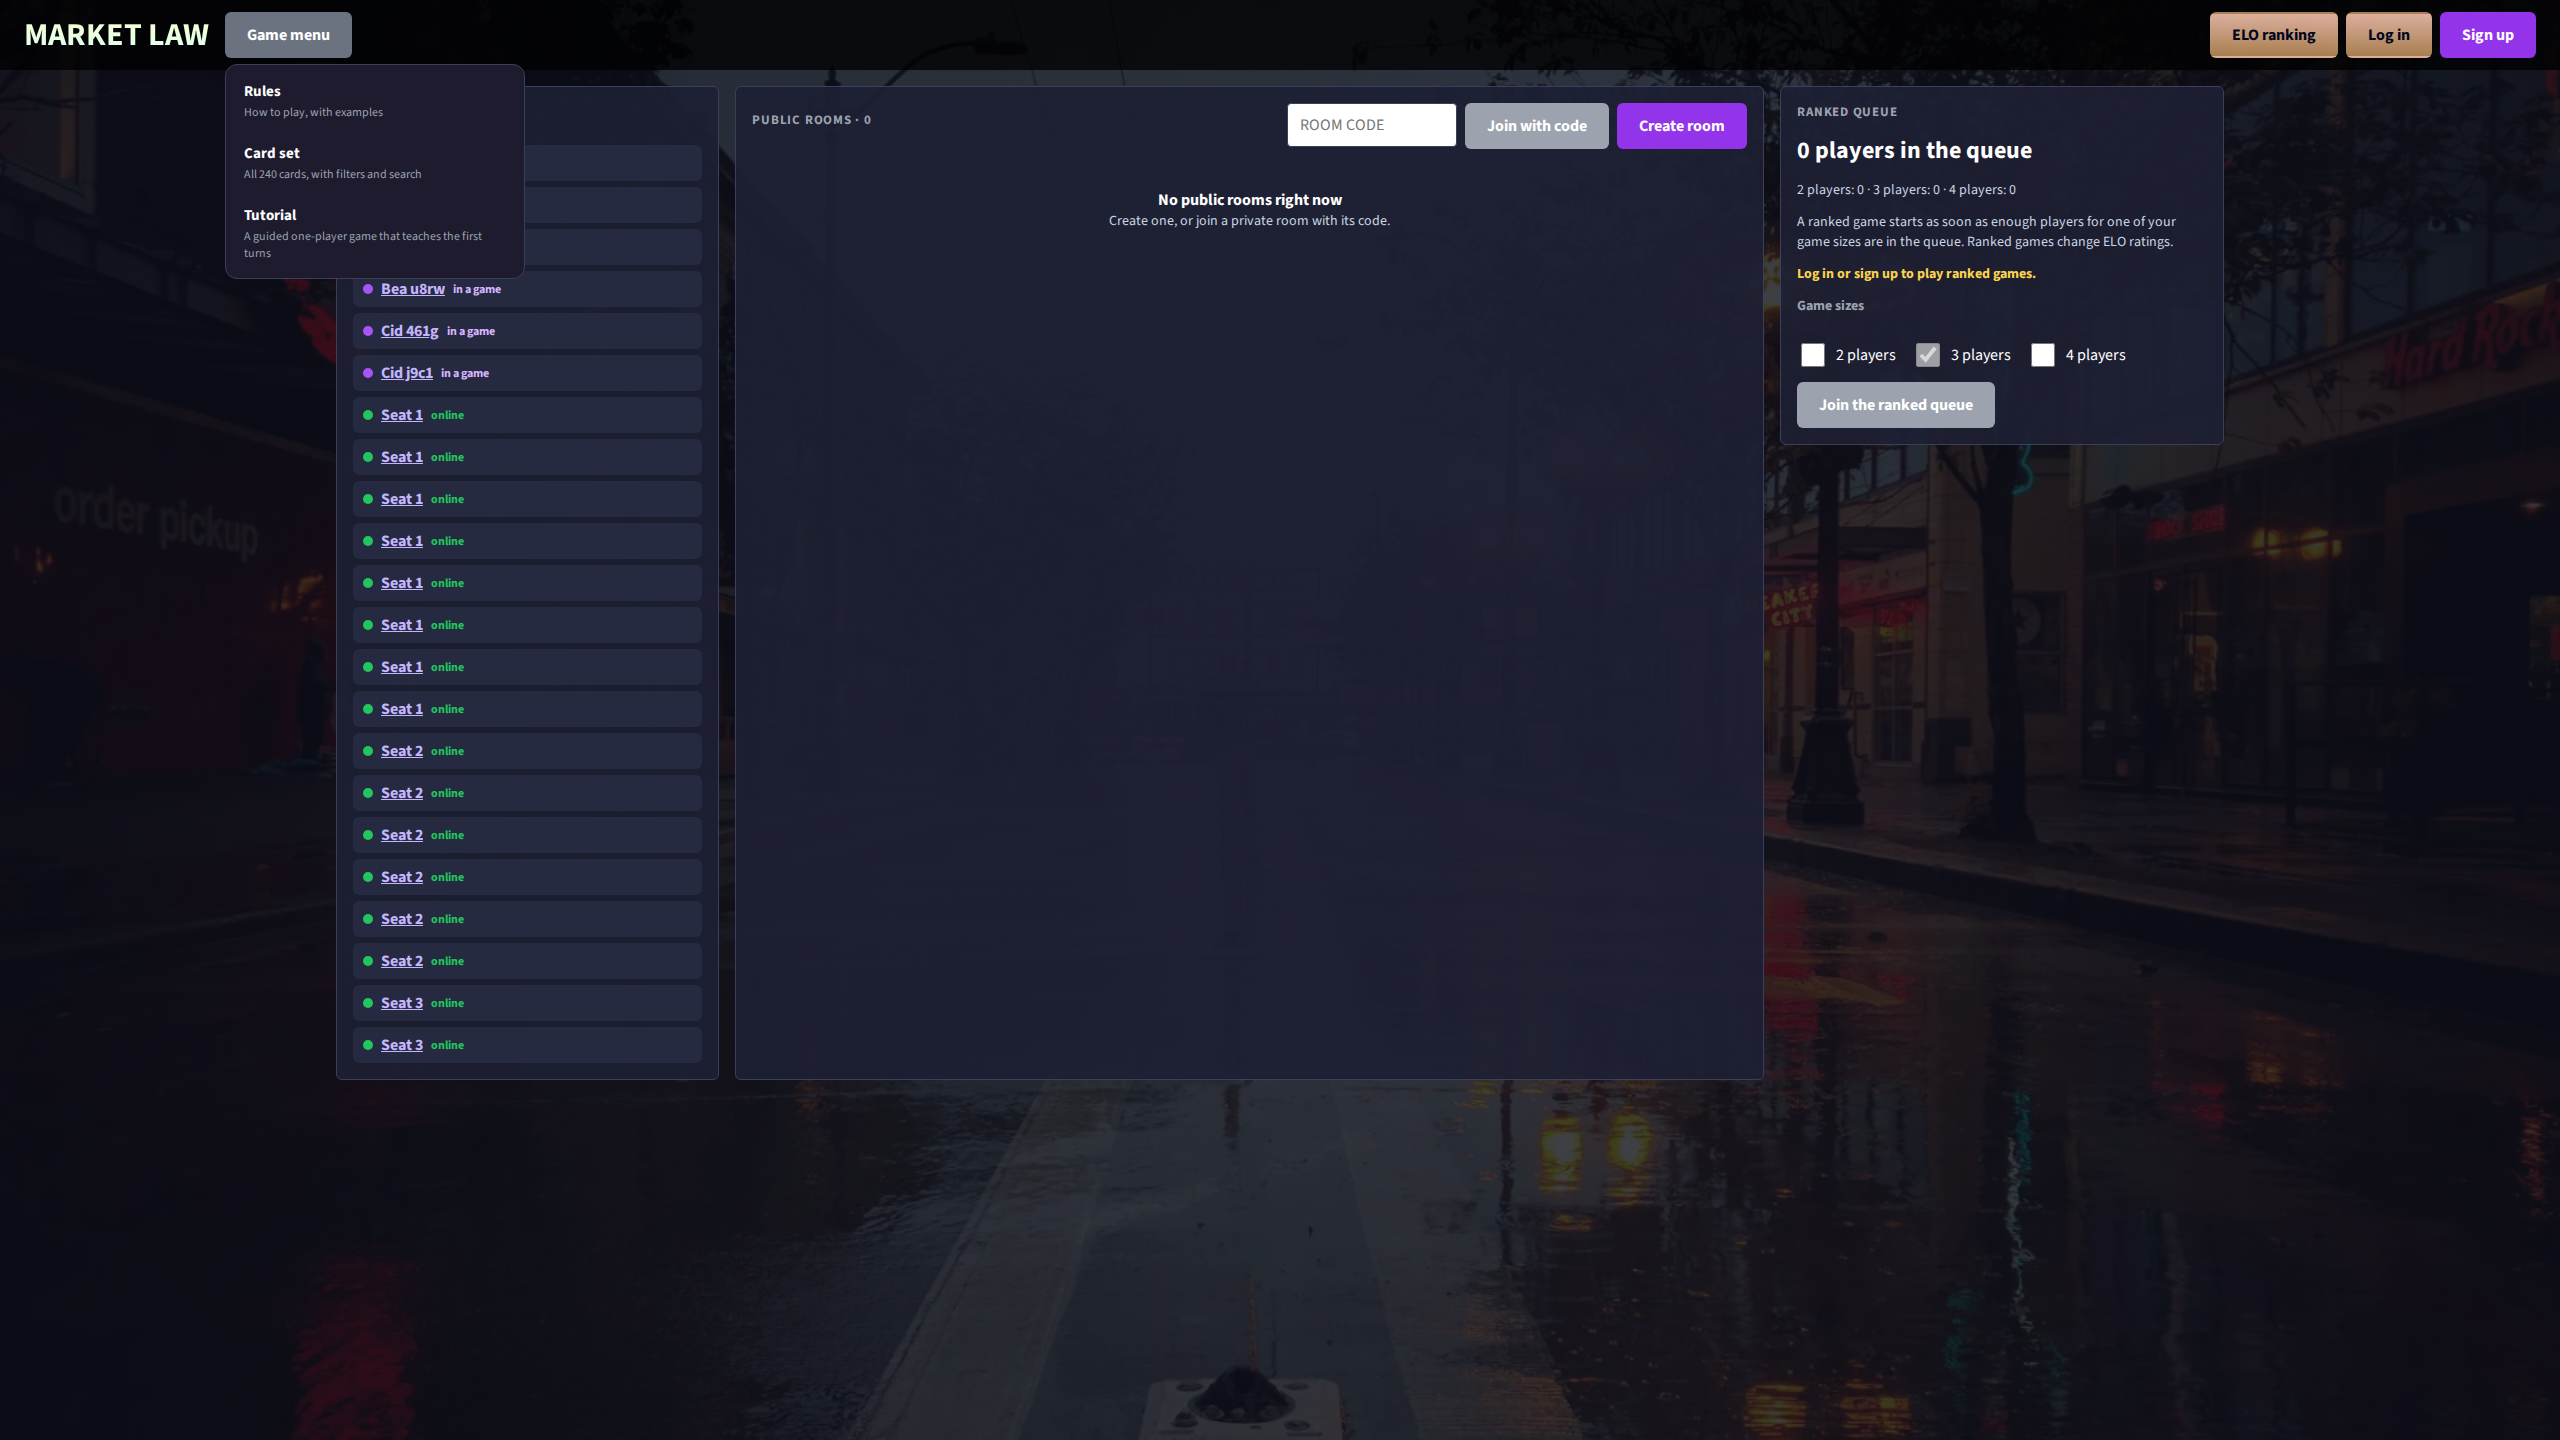 MARKET LAW
Game menu
ELO ranking
Log in
Sign up
Rules
How to play, with examples
Card set
All 240 cards, with filters and search
Tutorial
A guided one-player game that teaches the first
turns
Bea u8rw in a game
Cid 461g in a game
Cid j9c1 in a game
Seat 1 online
Seat 1 online
Seat 1 online
Seat 1 online
Seat 1 online
Seat 1 online
Seat 1 online
Seat 1 online
Seat 2 online
Seat 2 online
Seat 2 online
Seat 2 online
Seat 2 online
Seat 2 online
Seat 3 online
Seat 3 online
PUBLIC ROOMS · 0
ROOM CODE
Join with code
Create room
No public rooms right now
Create one, or join a private room with its code.
RANKED QUEUE
0 players in the queue
2 players: 0 · 3 players: 0 · 4 players: 0
A ranked game starts as soon as enough players for one of your
game sizes are in the queue. Ranked games change ELO ratings.
Log in or sign up to play ranked games.
Game sizes
2 players
3 players
4 players
Join the ranked queue
order pickup
Hard Rock
CITY